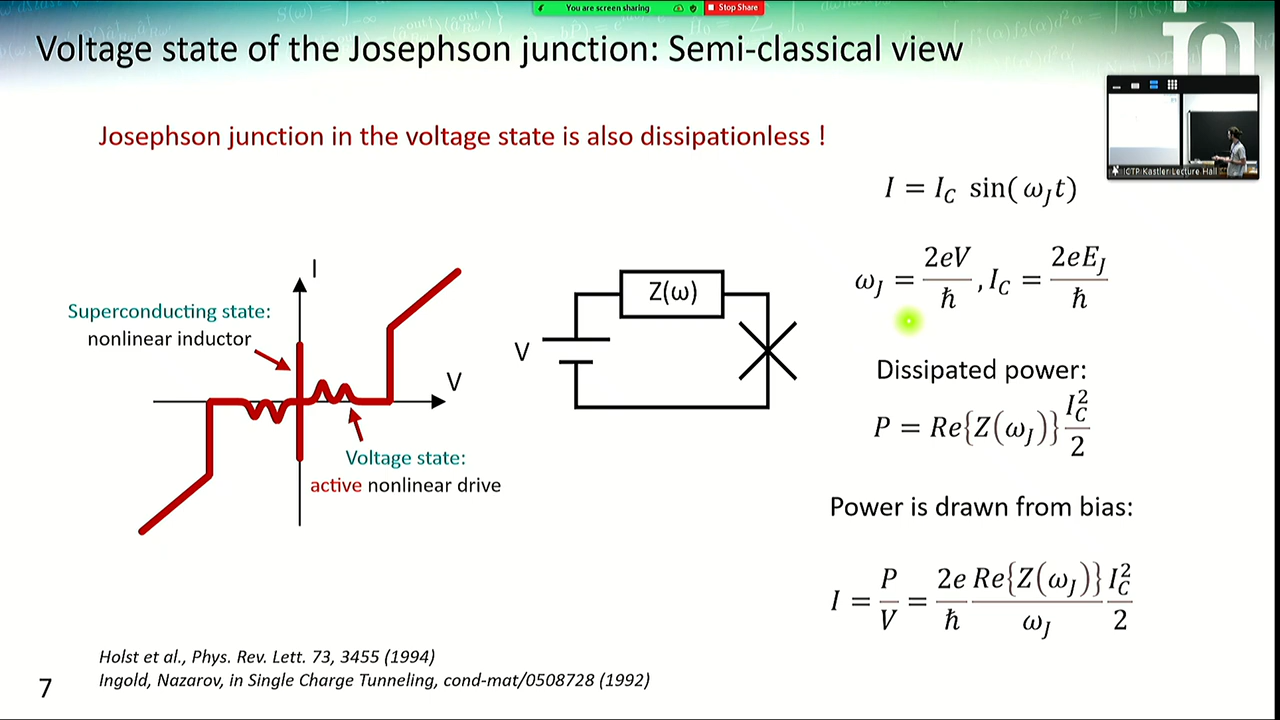 You are screen sharing
Stop Share
Voltage state of the Josephson junction: Semi-classical view
ICTP Kastler Lecture Hall
Josephson junction in the voltage state is also dissipationless !
I = I_C sin(ω_J t)
ω_J = 2eV/ħ , I_C = 2eE_J/ħ
I
Superconducting state:
nonlinear inductor
V
Voltage state:
active nonlinear drive
Z(ω)
V
Dissipated power:
P = Re{Z(ω_J)} I_C^2/2
Power is drawn from bias:
I = P/V = 2e/ħ Re{Z(ω_J)}/ω_J I_C^2/2
Holst et al., Phys. Rev. Lett. 73, 3455 (1994)
Ingold, Nazarov, in Single Charge Tunneling, cond-mat/0508728 (1992)
7